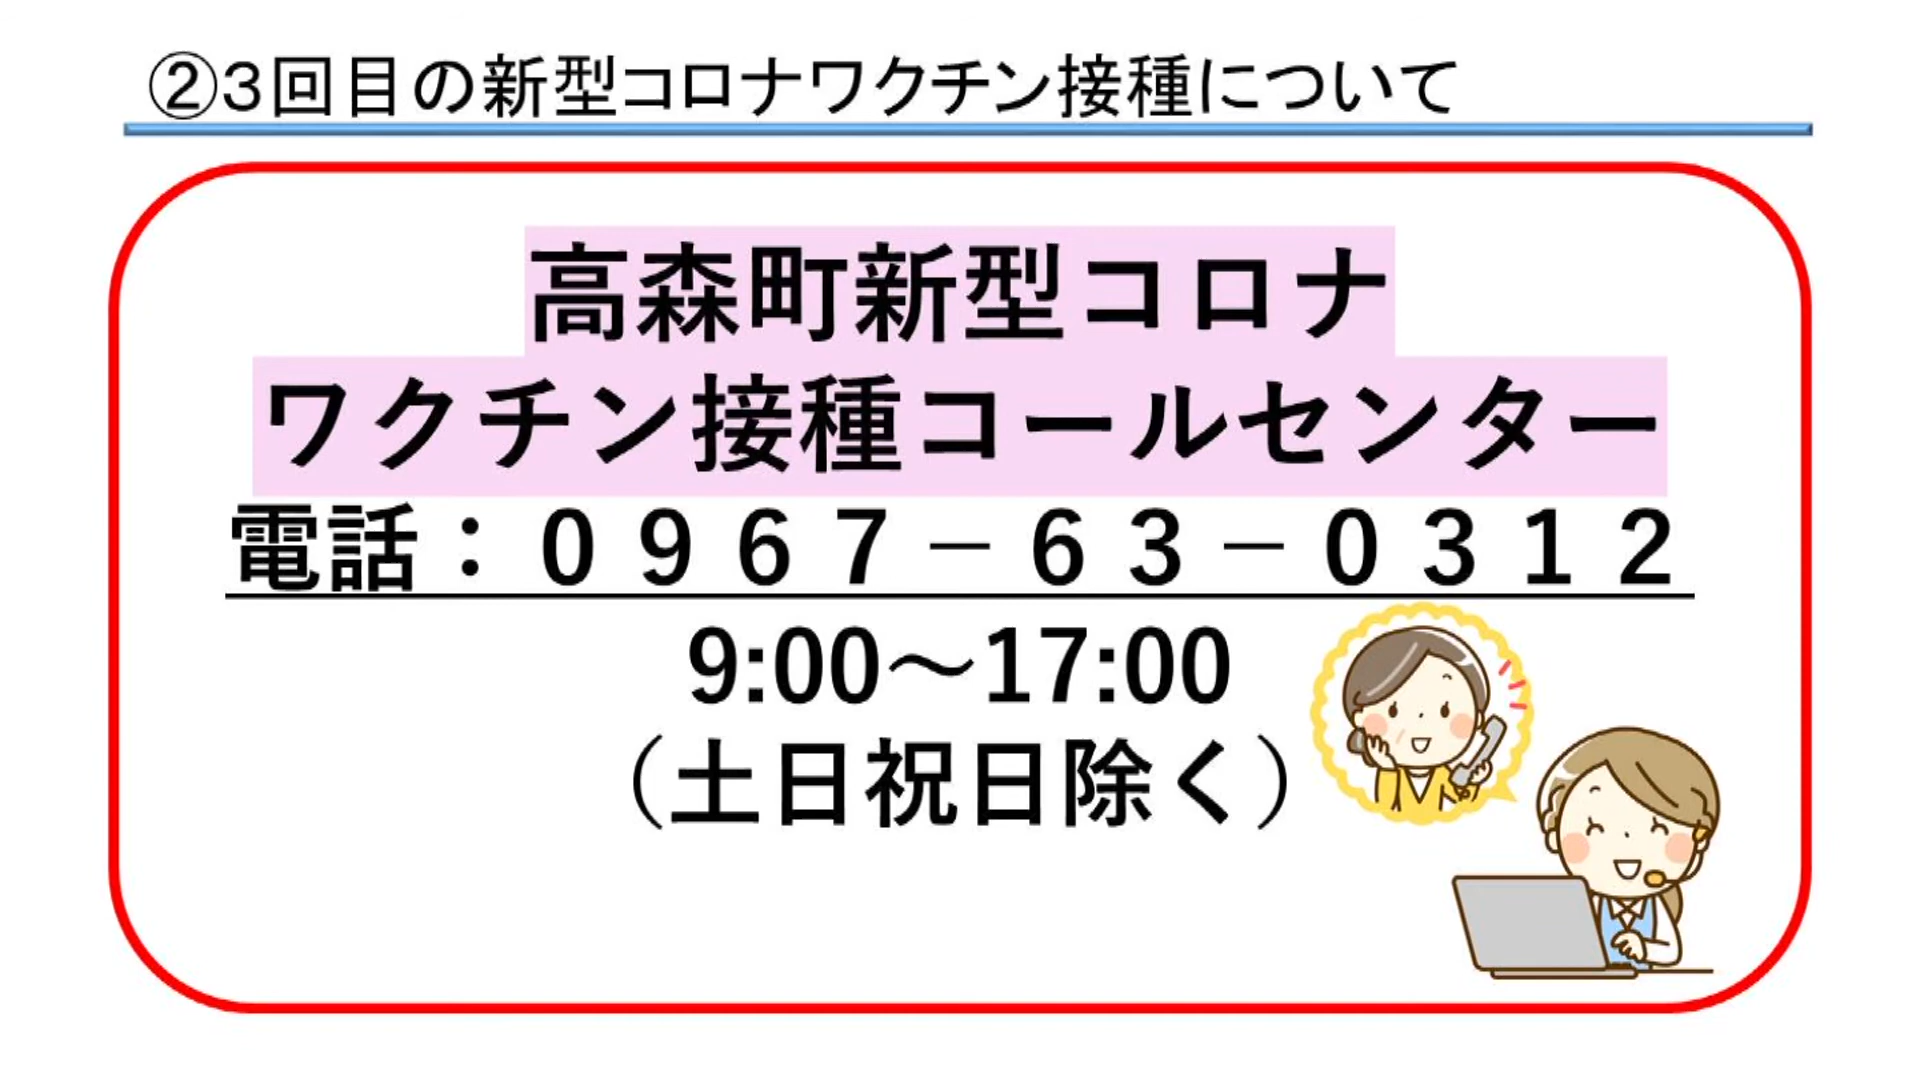 ②3回目の新型コロナワクチン接種について
高森町新型コロナ
ワクチン接種コールセンター
電話：０９６７－６３－０３１２
9:00～17:00
（土日祝日除く）